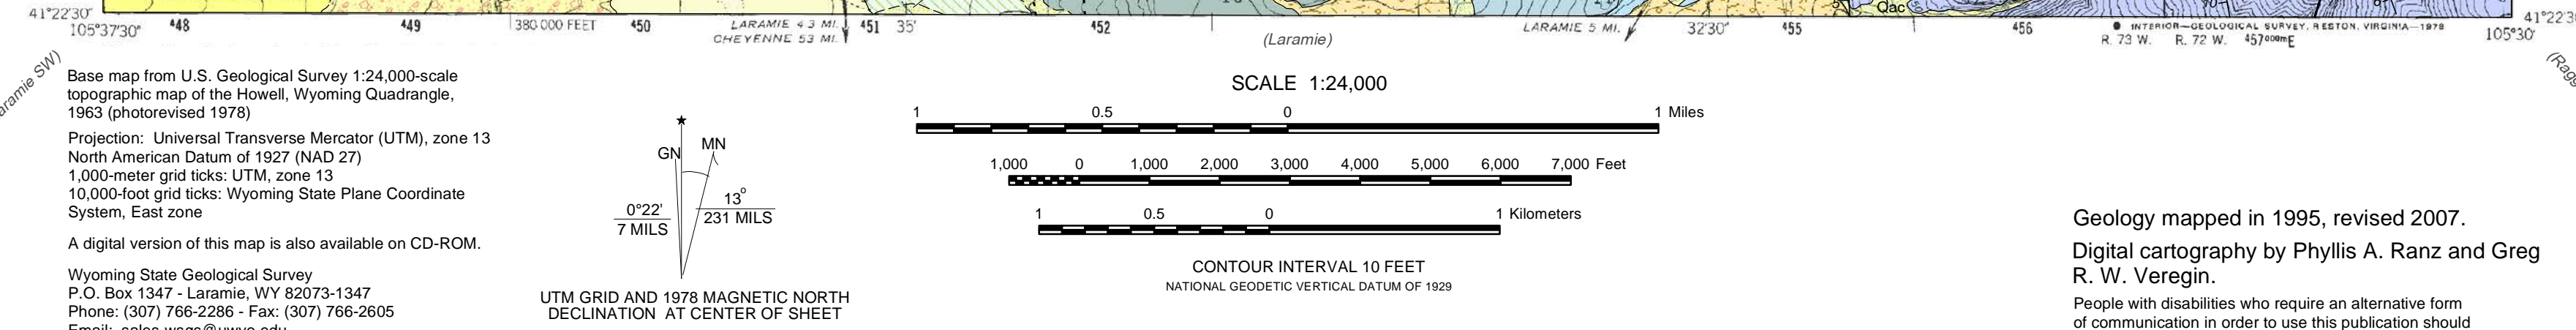 41°22'30"
105°37'30"
448
449
380 000 FEET
450
LARAMIE 4.3 MI.
CHEYENNE 53 MI.
451
35'
452
(Laramie)
LARAMIE 5 MI.
32'30"
455
Qac
456
INTERIOR—GEOLOGICAL SURVEY, RESTON, VIRGINIA—1978
R. 73 W. R. 72 W. 457000mE
41°22'3
105°30'
aramie SW)
(Ragg
Base map from U.S. Geological Survey 1:24,000-scale
topographic map of the Howell, Wyoming Quadrangle,
1963 (photorevised 1978)
Projection: Universal Transverse Mercator (UTM), zone 13
North American Datum of 1927 (NAD 27)
1,000-meter grid ticks: UTM, zone 13
10,000-foot grid ticks: Wyoming State Plane Coordinate
System, East zone
A digital version of this map is also available on CD-ROM.
Wyoming State Geological Survey
P.O. Box 1347 - Laramie, WY 82073-1347
Phone: (307) 766-2286 - Fax: (307) 766-2605
Email: sales-wsgs@uwyo.edu
GN
MN
0°22'
7 MILS
13°
231 MILS
UTM GRID AND 1978 MAGNETIC NORTH
DECLINATION AT CENTER OF SHEET
SCALE 1:24,000
1 0.5 0 1 Miles
1,000 0 1,000 2,000 3,000 4,000 5,000 6,000 7,000 Feet
1 0.5 0 1 Kilometers
CONTOUR INTERVAL 10 FEET
NATIONAL GEODETIC VERTICAL DATUM OF 1929
Geology mapped in 1995, revised 2007.
Digital cartography by Phyllis A. Ranz and Greg
R. W. Veregin.
People with disabilities who require an alternative form
of communication in order to use this publication should